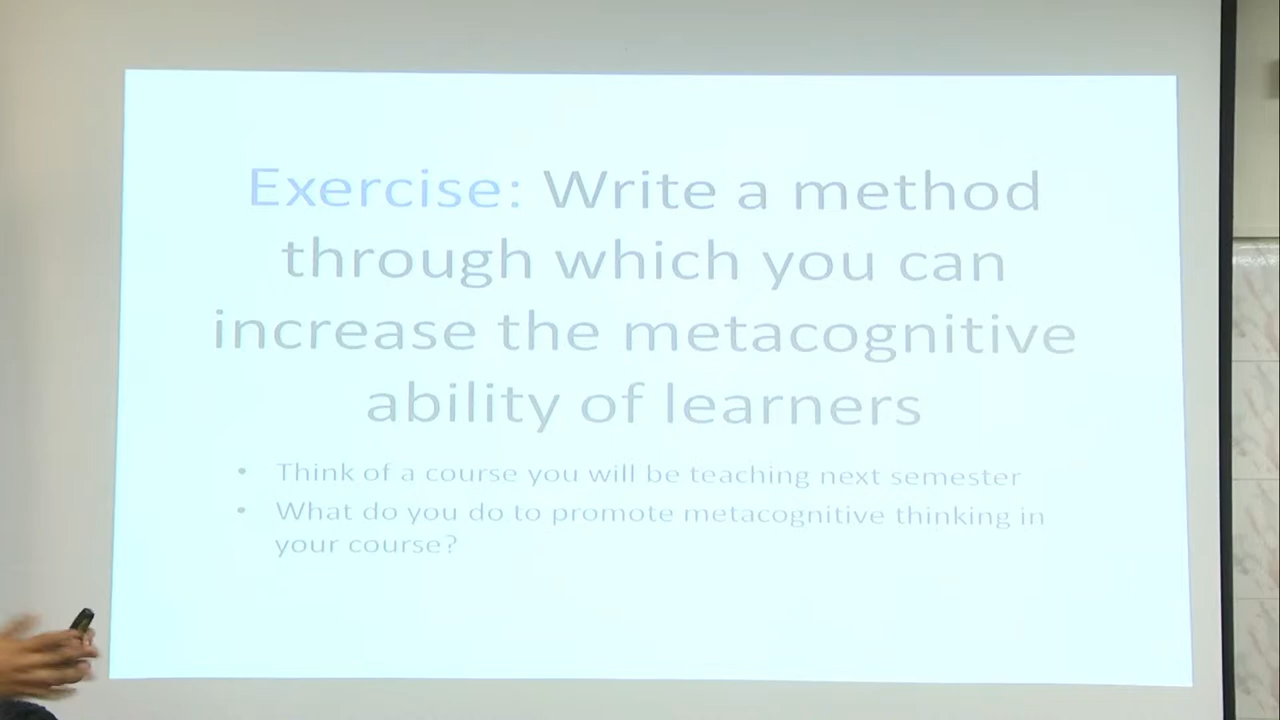 Exercise: Write a method
through which you can
increase the metacognitive
ability of learners
• Think of a course you will be teaching next semester
• What do you do to promote metacognitive thinking in
your course?